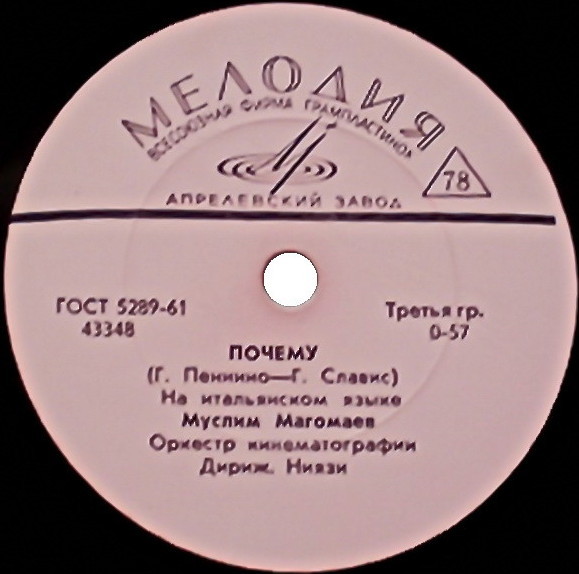 МЕЛОДИЯ
ВСЕСОЮЗНАЯ ФИРМА ГРАМПЛАСТИНОК
78
АПРЕЛЕВСКИЙ ЗАВОД
ГОСТ 5289-61
43348
Третья гр.
0-57
ПОЧЕМУ
(Г. Пеннино—Г. Славис)
На итальянском языке
Муслим Магомаев
Оркестр кинематографии
Дириж. Ниязи